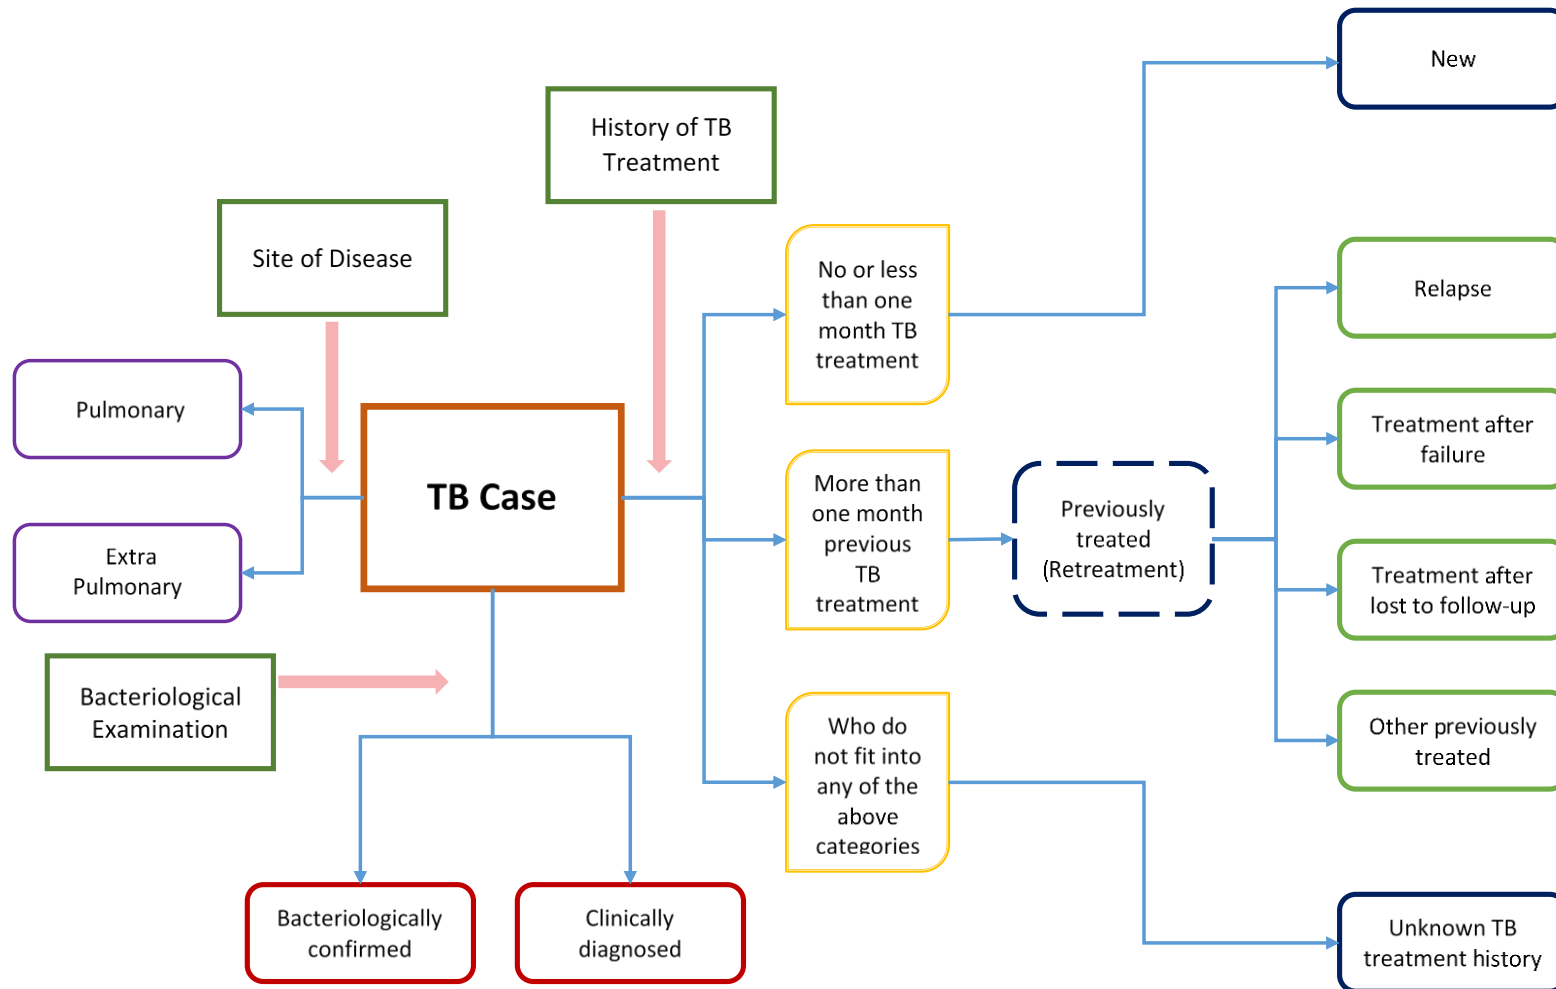 New
History of TB
Treatment
Site of Disease
No or less
than one
month TB
treatment
Relapse
Pulmonary
TB Case
Treatment after
failure
More than
one month
previous
TB
treatment
Previously
treated
(Retreatment)
Extra
Pulmonary
Treatment after
lost to follow-up
Bacteriological
Examination
Who do
not fit into
any of the
above
categories
Other previously
treated
Bacteriologically
confirmed
Clinically
diagnosed
Unknown TB
treatment history